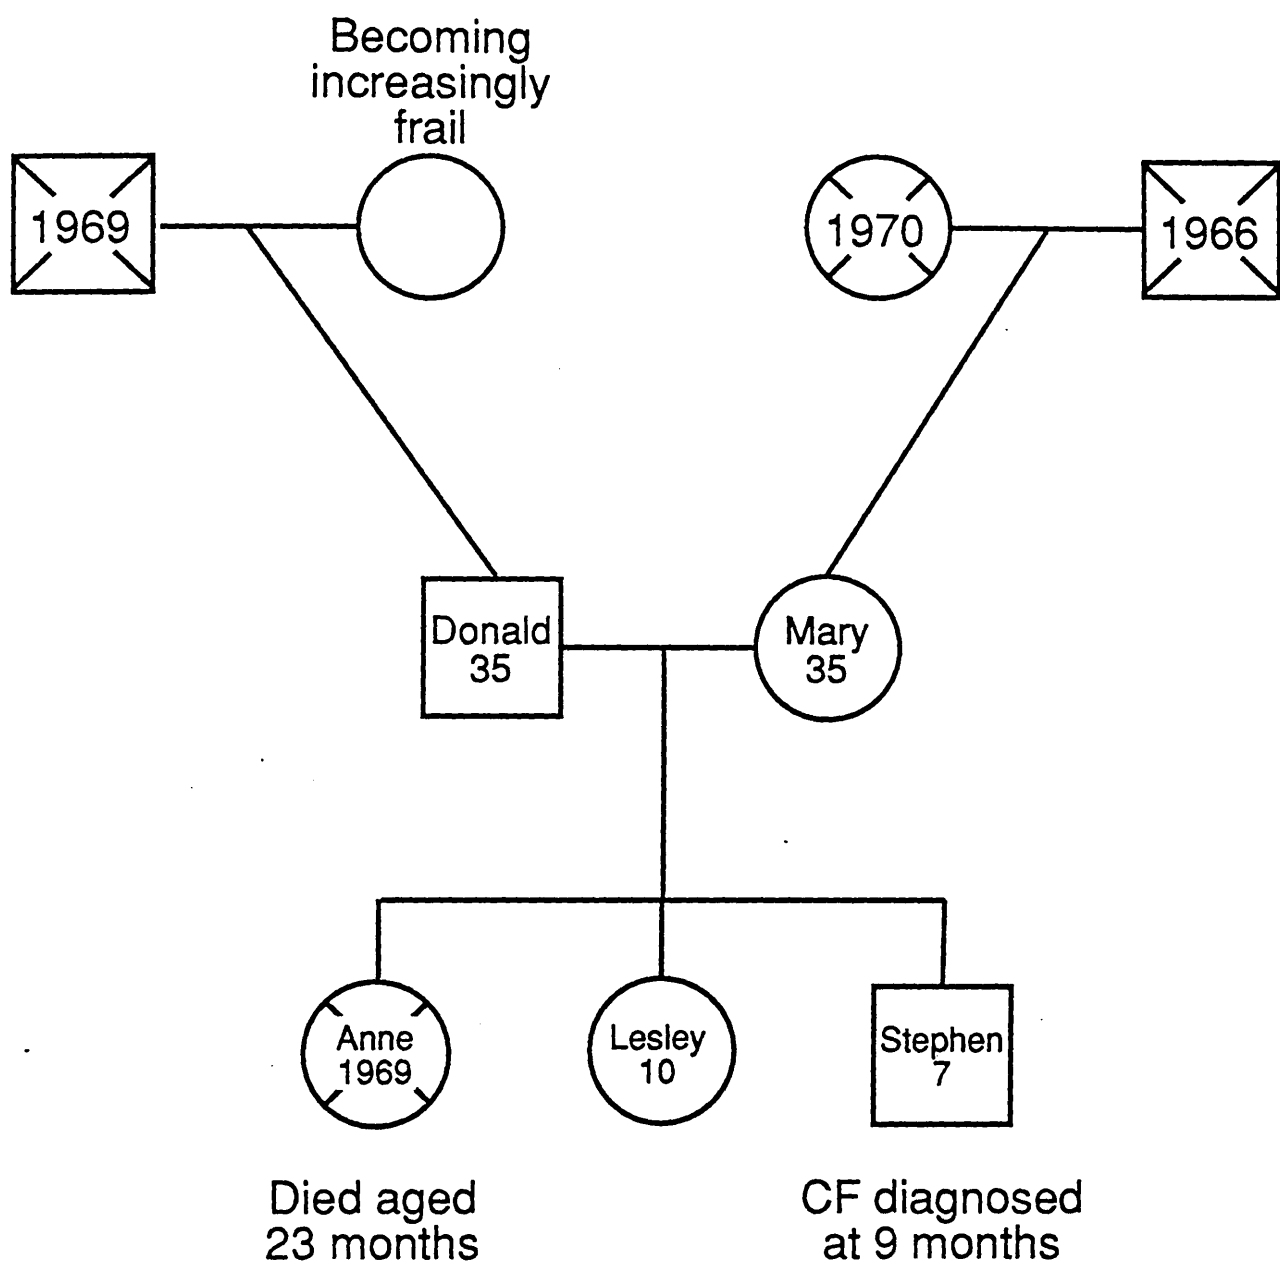 Becoming
increasingly
frail
1969
1970
1966
Donald
35
Mary
35
Anne
1969
Lesley
10
Stephen
7
Died aged
23 months
CF diagnosed
at 9 months